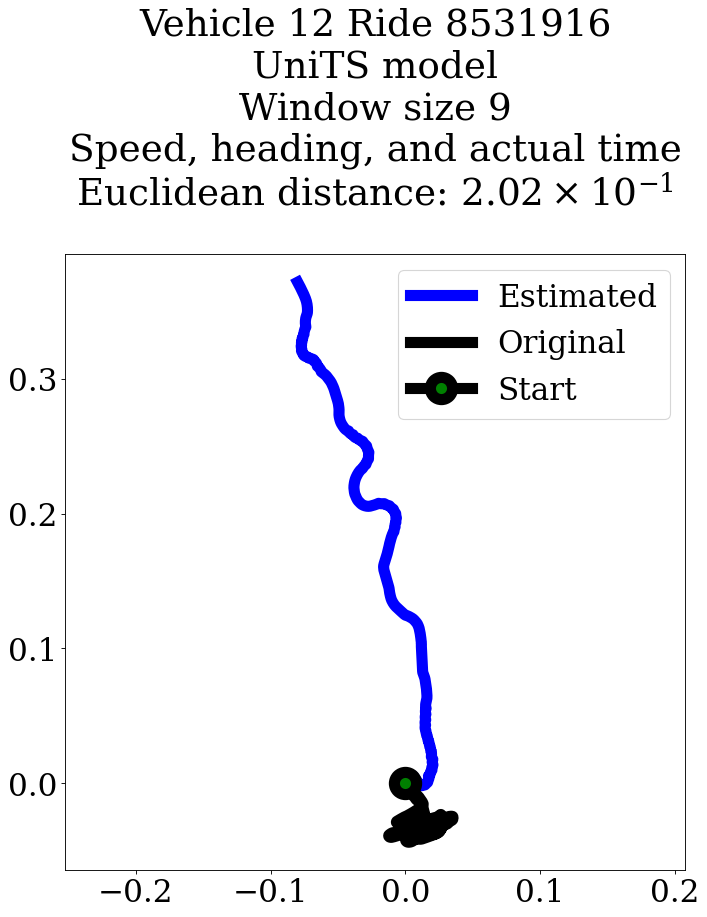 Vehicle 12 Ride 8531916
UniTS model
Window size 9
Speed, heading, and actual time
Euclidean distance: 2.02 × 10⁻¹
Estimated
Original
Start
0.3
0.2
0.1
0.0
−0.2 −0.1 0.0 0.1 0.2